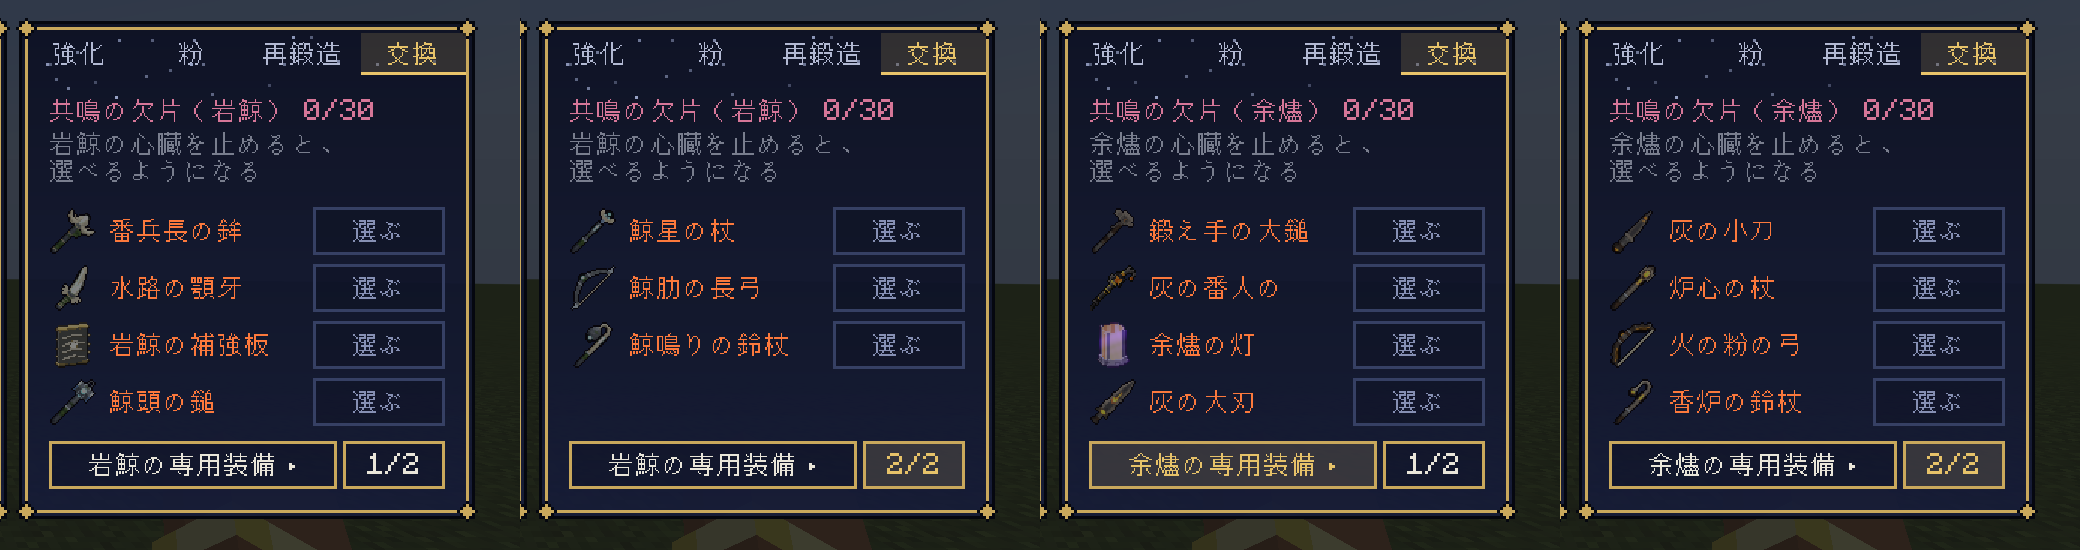 強化 粉 再鍛造 交換
共鳴の欠片（岩鯨） 0/30
岩鯨の心臓を止めると、
選べるようになる
番兵長の鉾 選ぶ
水路の顎牙 選ぶ
岩鯨の補強板 選ぶ
鯨頭の鎚 選ぶ
岩鯨の専用装備 ▸ 1/2
強化 粉 再鍛造 交換
共鳴の欠片（岩鯨） 0/30
岩鯨の心臓を止めると、
選べるようになる
鯨星の杖 選ぶ
鯨肋の長弓 選ぶ
鯨鳴りの鈴杖 選ぶ
岩鯨の専用装備 ▸ 2/2
強化 粉 再鍛造 交換
共鳴の欠片（余燼） 0/30
余燼の心臓を止めると、
選べるようになる
鍛え手の大鎚 選ぶ
灰の番人の 選ぶ
余燼の灯 選ぶ
灰の大刃 選ぶ
余燼の専用装備 ▸ 1/2
強化 粉 再鍛造 交換
共鳴の欠片（余燼） 0/30
余燼の心臓を止めると、
選べるようになる
灰の小刀 選ぶ
炉心の杖 選ぶ
火の粉の弓 選ぶ
香炉の鈴杖 選ぶ
余燼の専用装備 ▸ 2/2